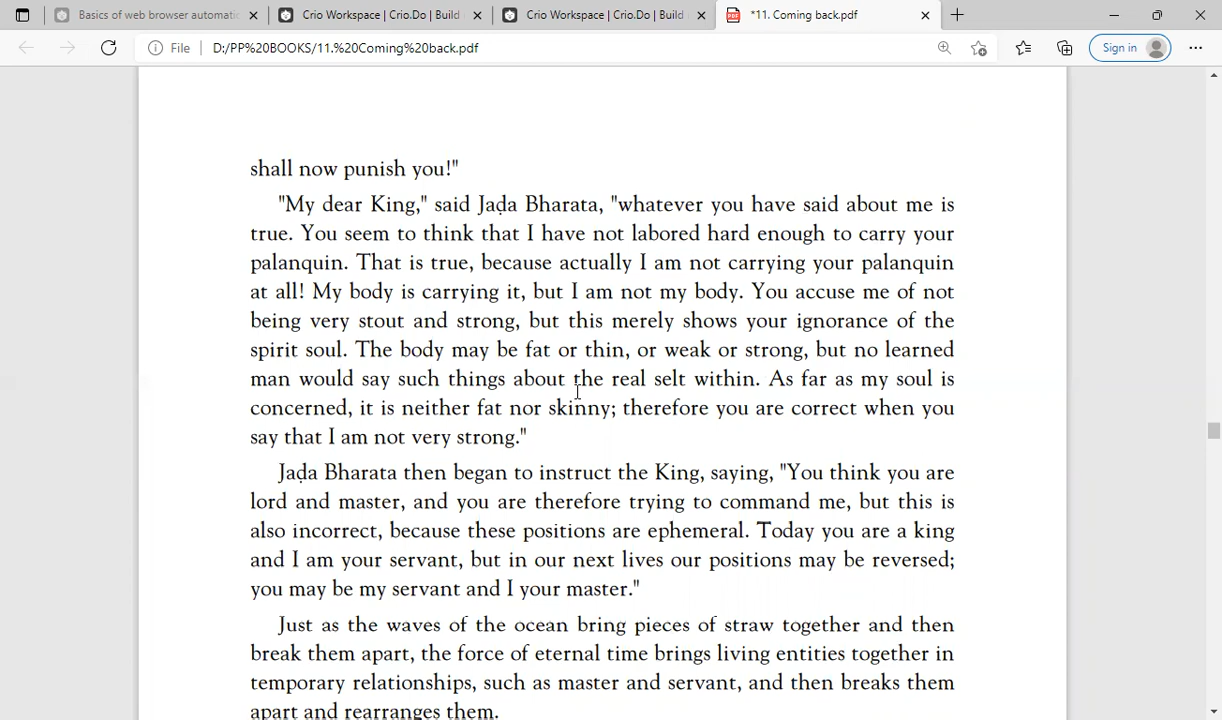 Basics of web browser automatic
Crio Workspace | Crio.Do | Build
Crio Workspace | Crio.Do | Build
*11. Coming back.pdf
File
D:/PP%20BOOKS/11.%20Coming%20back.pdf
Sign in
shall now punish you!"
"My dear King," said Jaḍa Bharata, "whatever you have said about me is
true. You seem to think that I have not labored hard enough to carry your
palanquin. That is true, because actually I am not carrying your palanquin
at all! My body is carrying it, but I am not my body. You accuse me of not
being very stout and strong, but this merely shows your ignorance of the
spirit soul. The body may be fat or thin, or weak or strong, but no learned
man would say such things about the real selt within. As far as my soul is
concerned, it is neither fat nor skinny; therefore you are correct when you
say that I am not very strong."
Jaḍa Bharata then began to instruct the King, saying, "You think you are
lord and master, and you are therefore trying to command me, but this is
also incorrect, because these positions are ephemeral. Today you are a king
and I am your servant, but in our next lives our positions may be reversed;
you may be my servant and I your master."
Just as the waves of the ocean bring pieces of straw together and then
break them apart, the force of eternal time brings living entities together in
temporary relationships, such as master and servant, and then breaks them
apart and rearranges them.